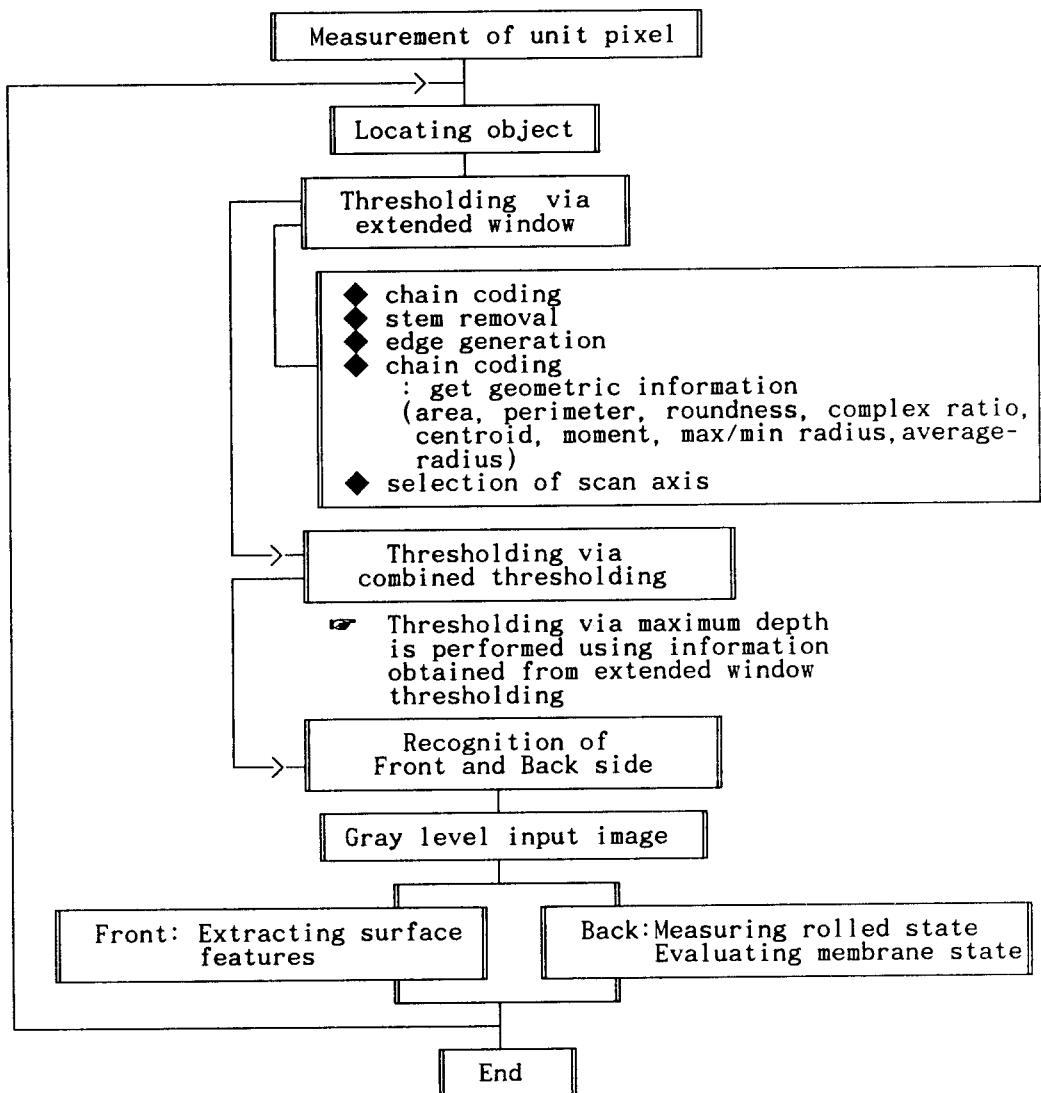 Measurement of unit pixel
Locating object
Thresholding via
extended window
◆ chain coding
◆ stem removal
◆ edge generation
◆ chain coding
: get geometric information
(area, perimeter, roundness, complex ratio,
centroid, moment, max/min radius,average-
radius)
◆ selection of scan axis
Thresholding via
combined thresholding
☞ Thresholding via maximum depth
is performed using information
obtained from extended window
thresholding
Recognition of
Front and Back side
Gray level input image
Front: Extracting surface
features
Back:Measuring rolled state
Evaluating membrane state
End